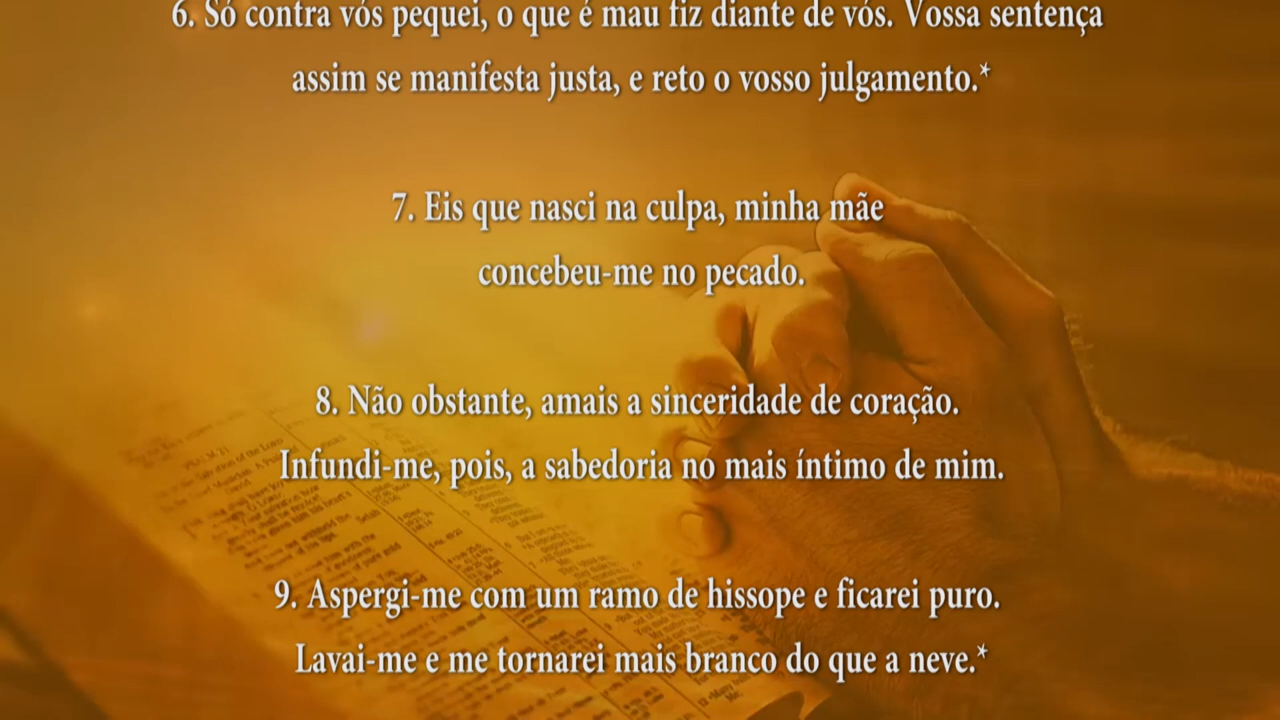 6. Só contra vós pequei, o que é mau fiz diante de vós. Vossa sentença
assim se manifesta justa, e reto o vosso julgamento.*
7. Eis que nasci na culpa, minha mãe
concebeu-me no pecado.
8. Não obstante, amais a sinceridade de coração.
Infundi-me, pois, a sabedoria no mais íntimo de mim.
9. Aspergi-me com um ramo de hissope e ficarei puro.
Lavai-me e me tornarei mais branco do que a neve.*